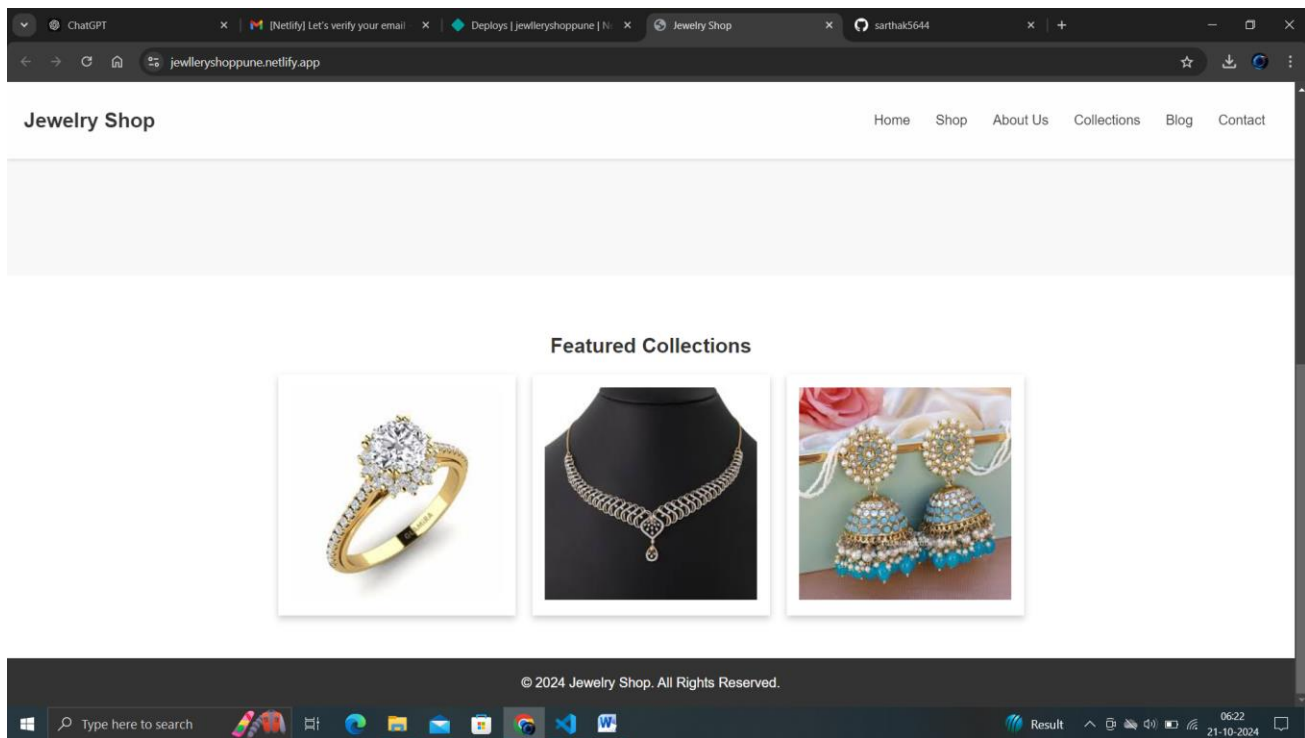 ChatGPT
[Netlify] Let's verify your email
Deploys | jewlleryshoppune | N
Jewelry Shop
sarthak5644
jewlleryshoppune.netlify.app
Jewelry Shop
Home Shop About Us Collections Blog Contact
Featured Collections
© 2024 Jewelry Shop. All Rights Reserved.
Type here to search
Result
06:22
21-10-2024